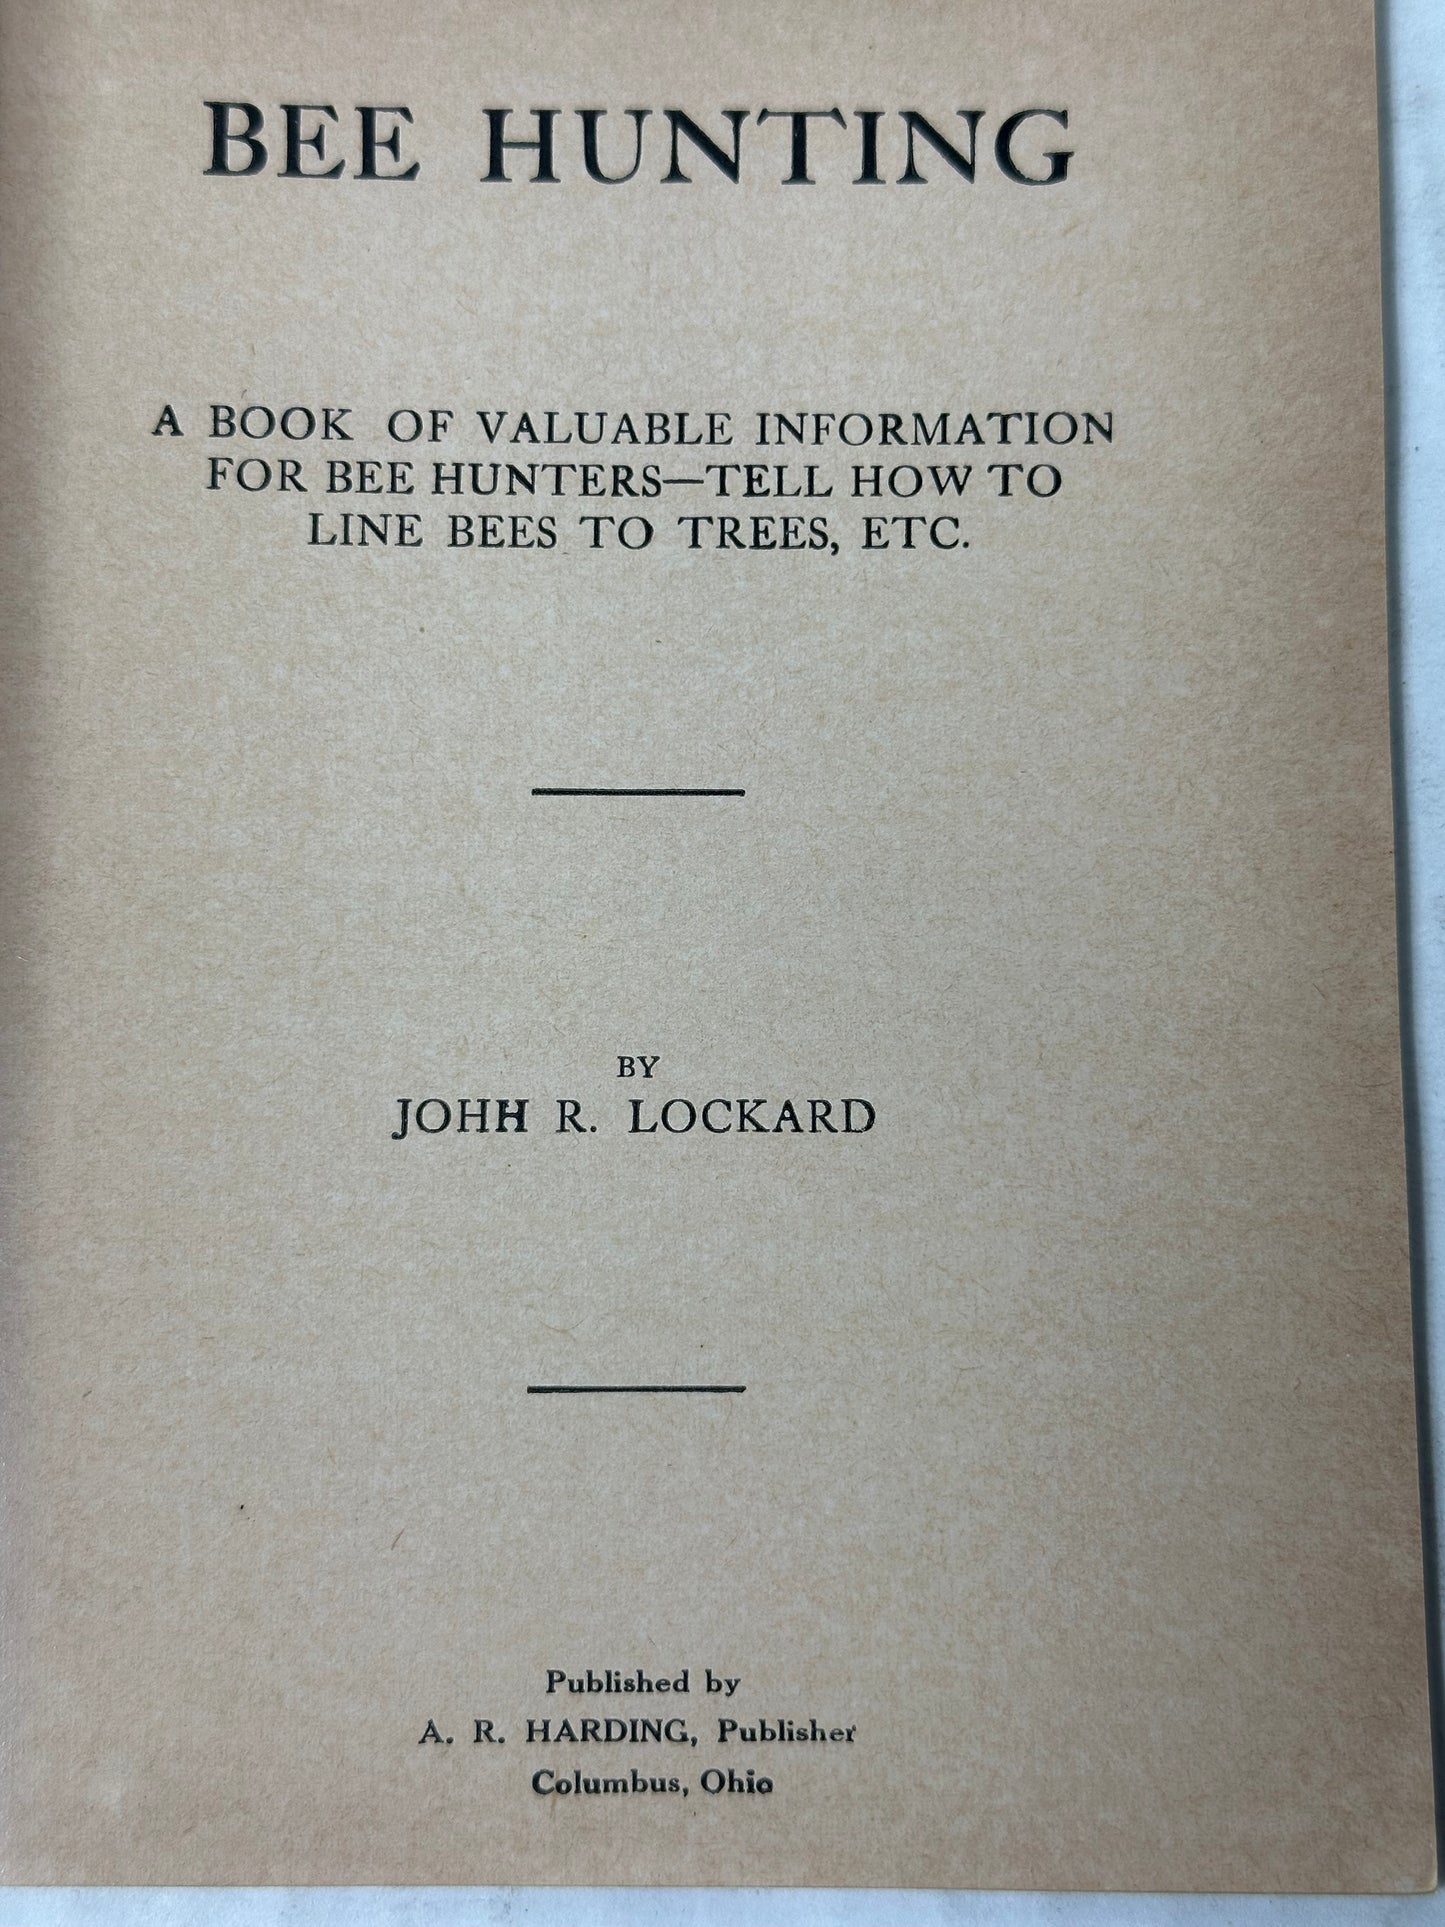 BEE HUNTING
A BOOK OF VALUABLE INFORMATION
FOR BEE HUNTERS—TELL HOW TO
LINE BEES TO TREES, ETC.
BY
JOHH R. LOCKARD
Published by
A. R. HARDING, Publisher
Columbus, Ohio